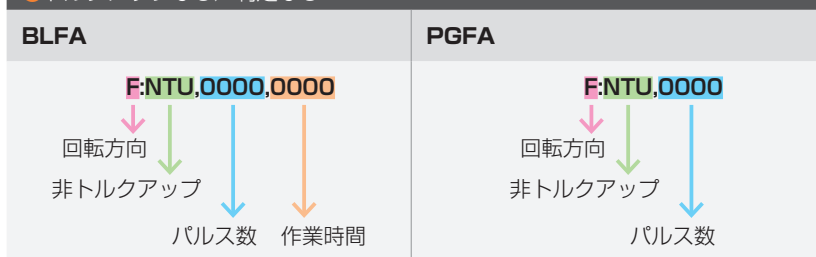 BLFA
PGFA
F:NTU,0000,0000
回転方向
非トルクアップ
パルス数
作業時間
F:NTU,0000
回転方向
非トルクアップ
パルス数